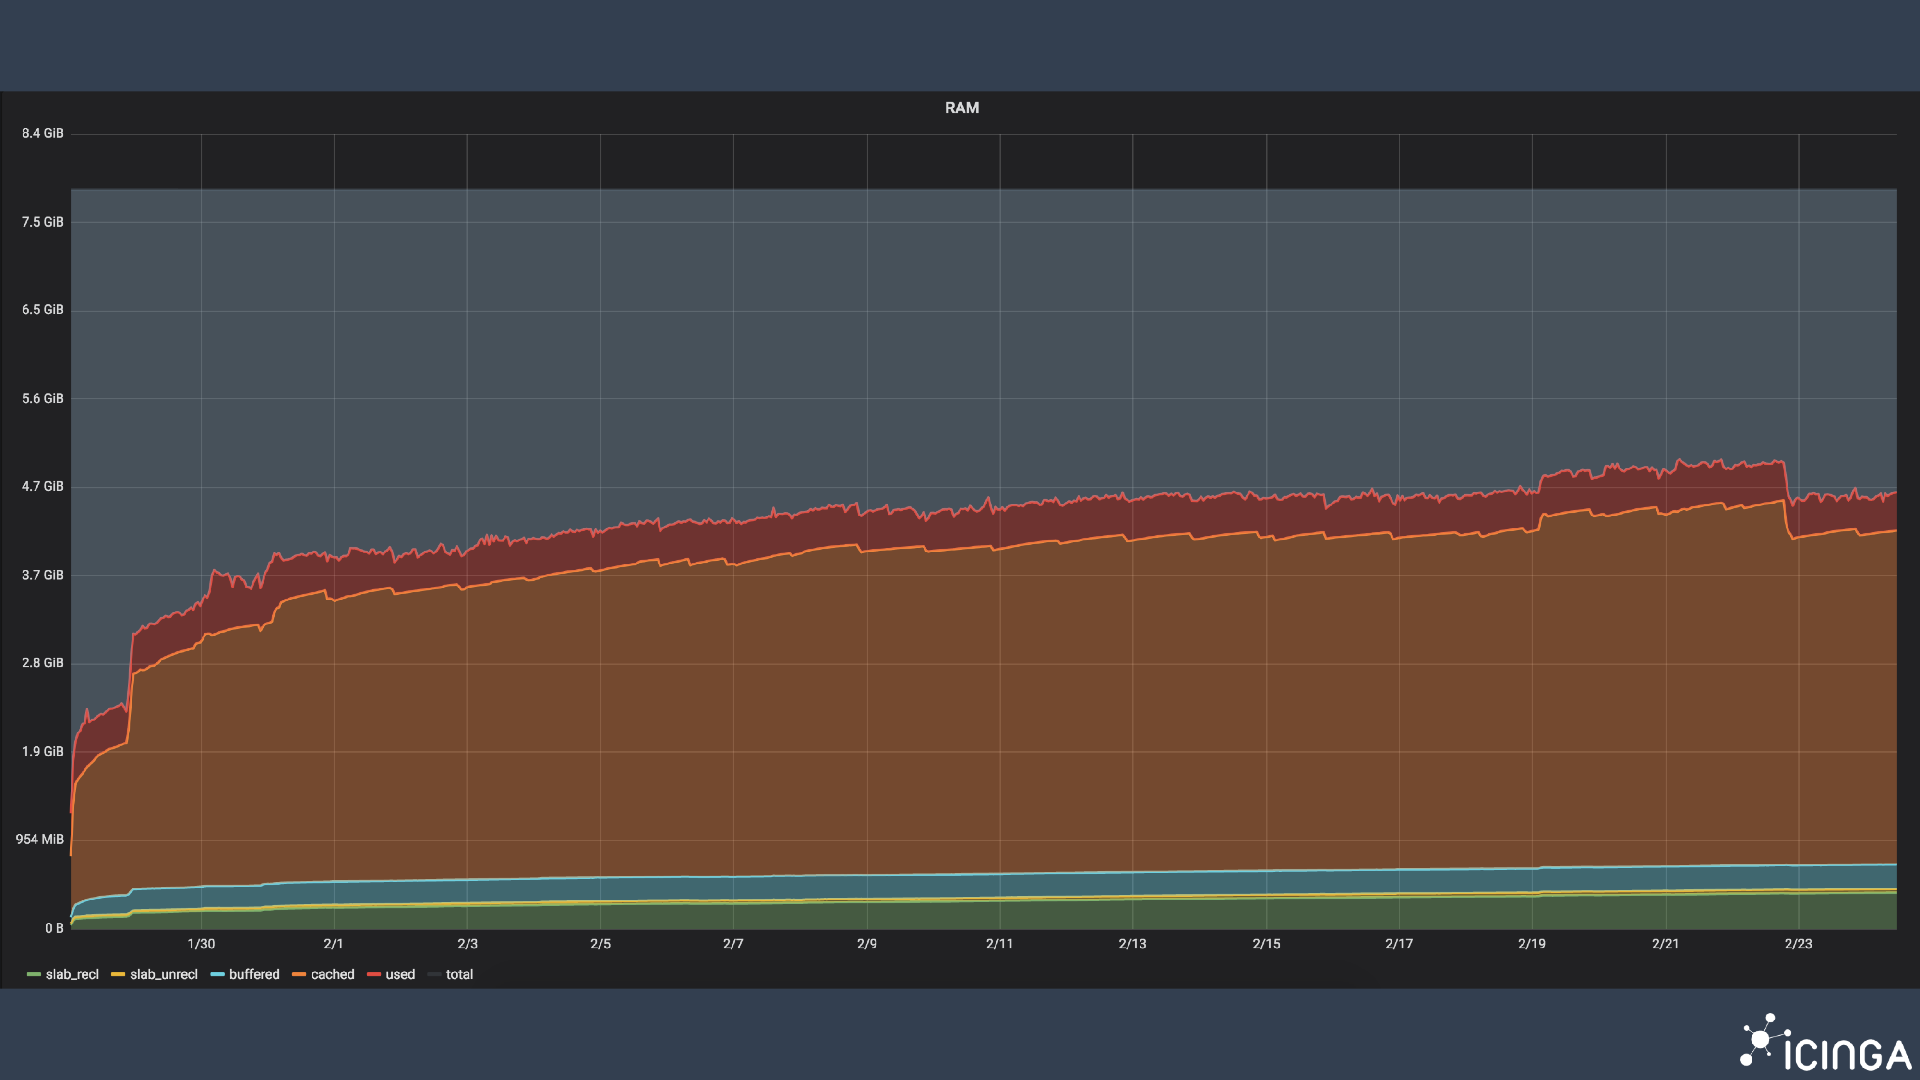 RAM
8.4 GiB
7.5 GiB
6.5 GiB
5.6 GiB
4.7 GiB
3.7 GiB
2.8 GiB
1.9 GiB
954 MiB
0 B
1/30 2/1 2/3 2/5 2/7 2/9 2/11 2/13 2/15 2/17 2/19 2/21 2/23
slab_recl slab_unrecl buffered cached used total
iCINGA